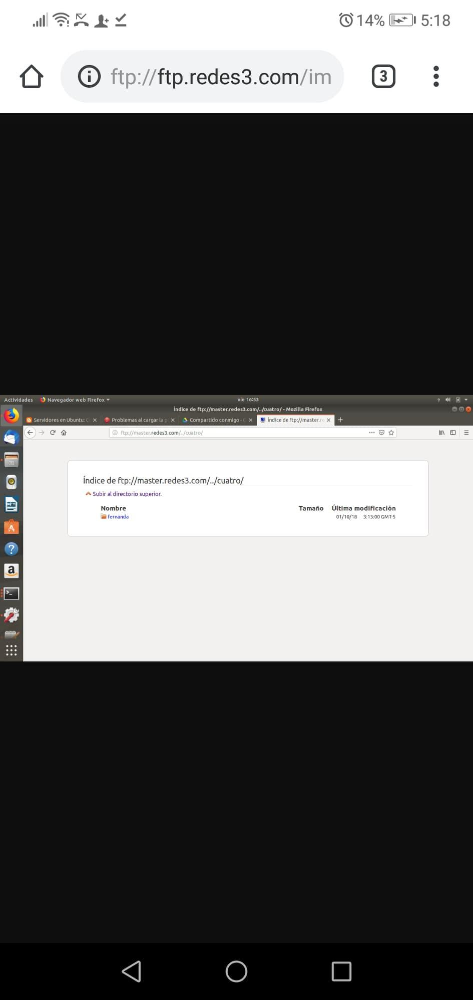 14% 5:18
ftp://ftp.redes3.com/im
3
Actividades Navegador web Firefox vie 16:53
Índice de ftp://master.redes3.com/../cuatro/ - Mozilla Firefox
Servidores en Ubuntu: C Problemas al cargar la p Compartido conmigo - G Índice de ftp://master.re
ftp://master.redes3.com/../cuatro/
Índice de ftp://master.redes3.com/../cuatro/
Subir al directorio superior.
Nombre Tamaño Última modificación
fernanda 01/10/18 3:13:00 GMT-5